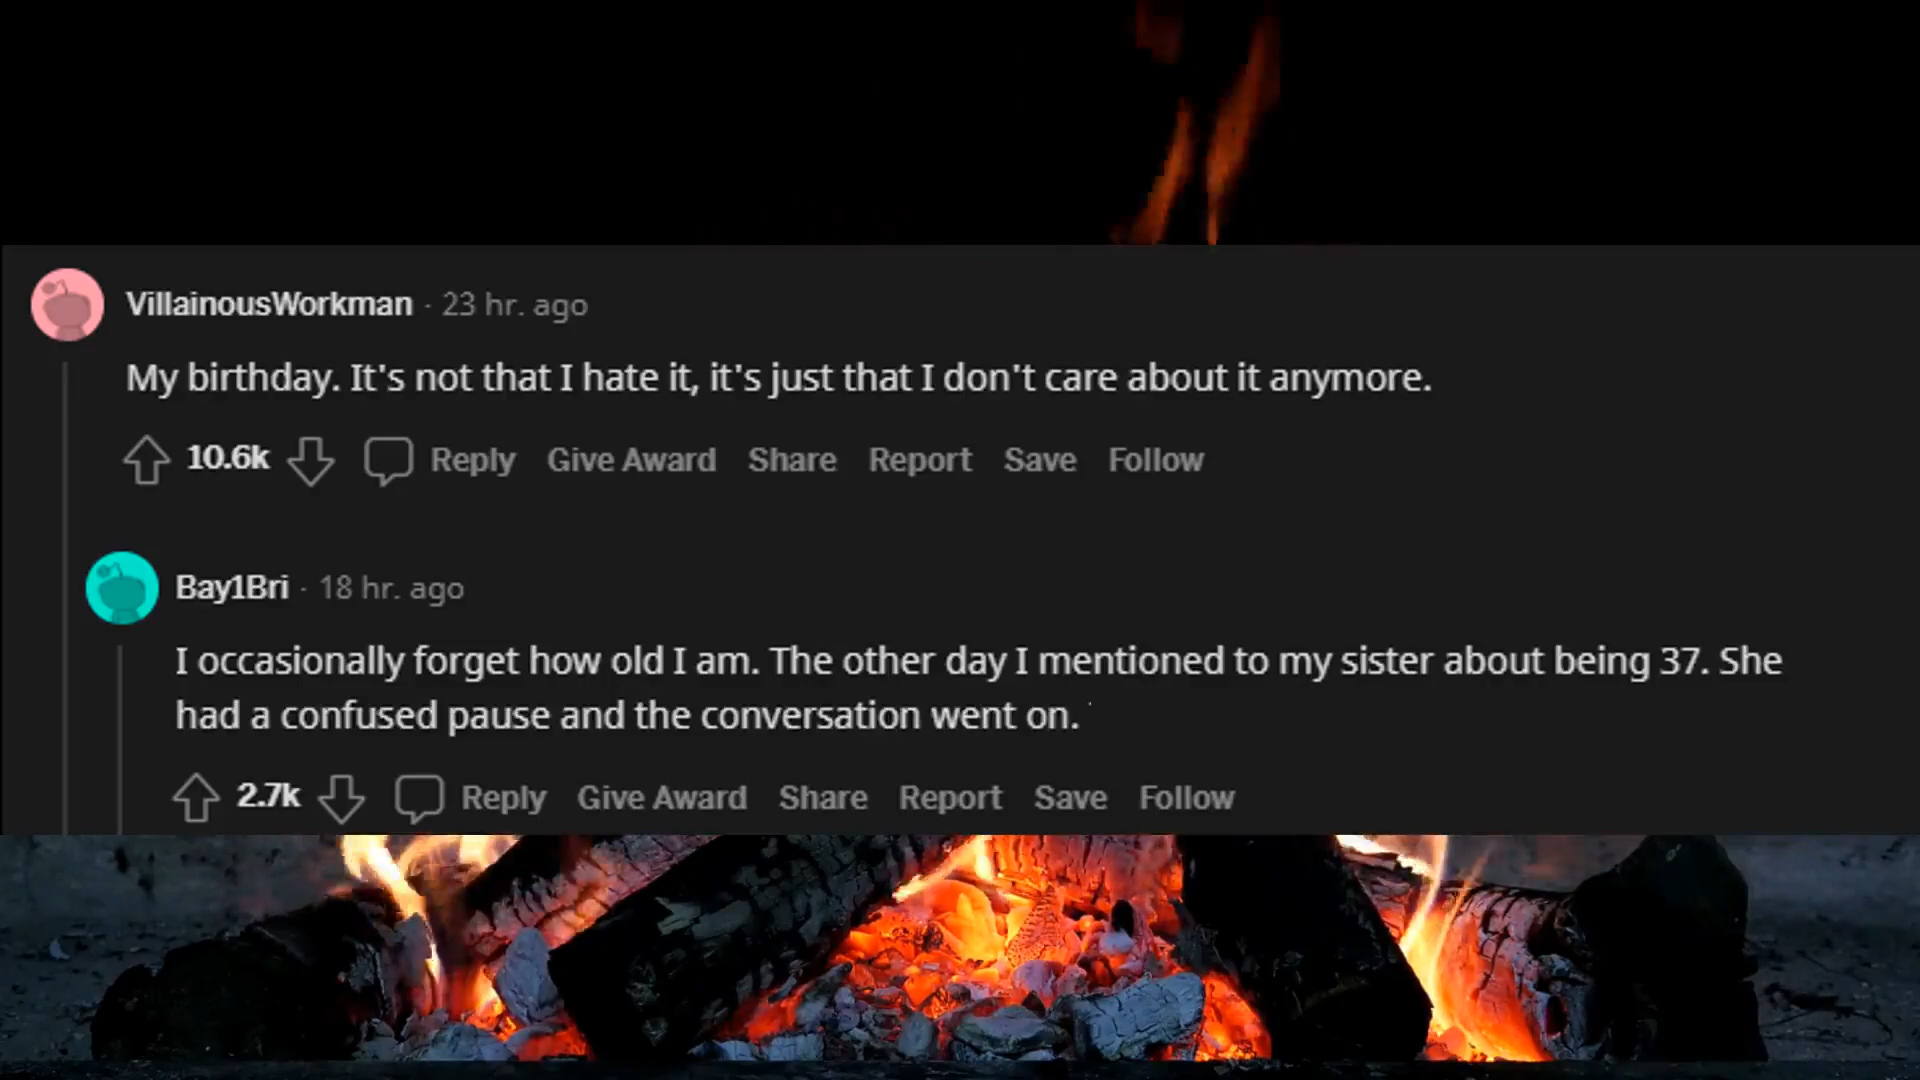 VillainousWorkman · 23 hr. ago
My birthday. It's not that I hate it, it's just that I don't care about it anymore.
10.6k Reply Give Award Share Report Save Follow
Bay1Bri · 18 hr. ago
I occasionally forget how old I am. The other day I mentioned to my sister about being 37. She
had a confused pause and the conversation went on.
2.7k Reply Give Award Share Report Save Follow